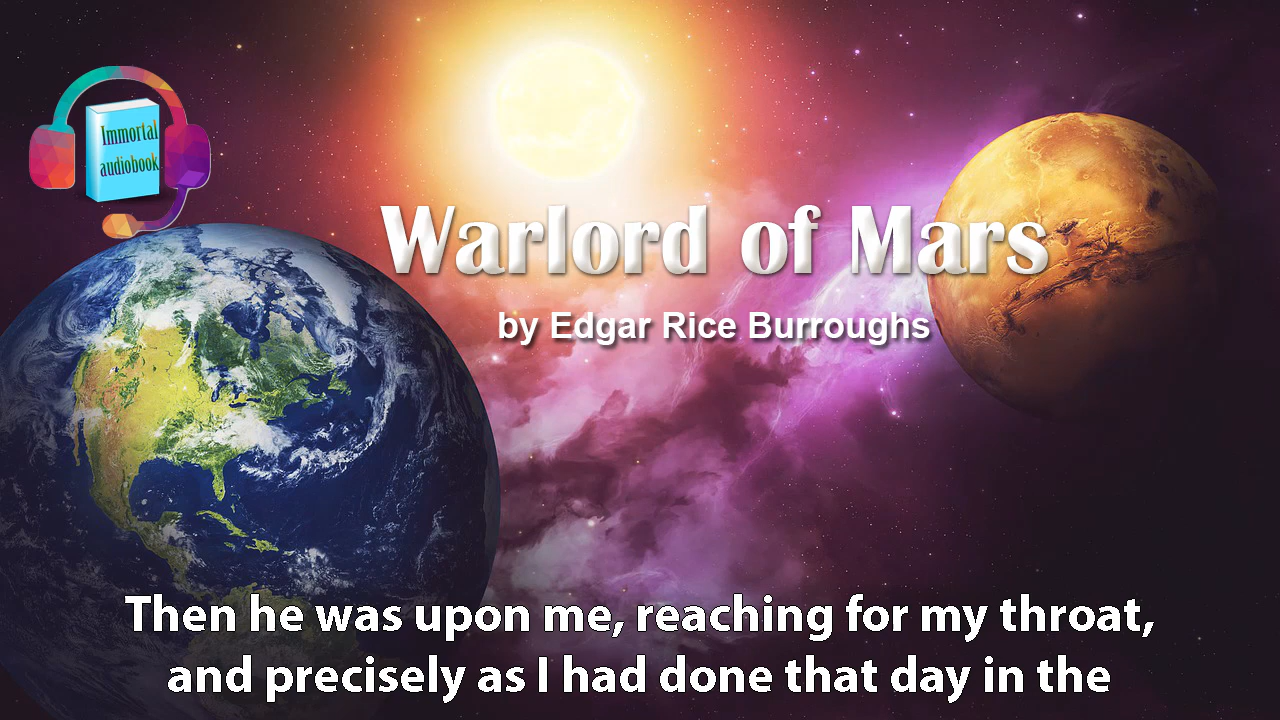 Immortal
audiobook
Warlord of Mars
by Edgar Rice Burroughs
Then he was upon me, reaching for my throat,
and precisely as I had done that day in the